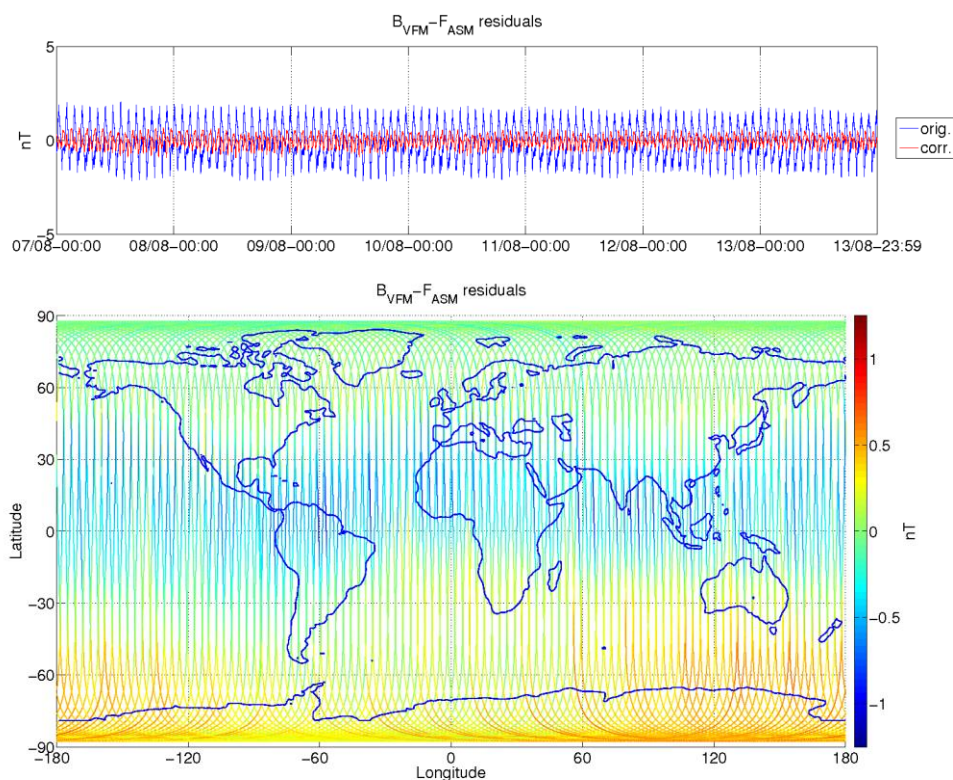 B_VFM−F_ASM residuals
5
0
−5
nT
07/08−00:00 08/08−00:00 09/08−00:00 10/08−00:00 11/08−00:00 12/08−00:00 13/08−00:00 13/08−23:59
orig.
corr.
B_VFM−F_ASM residuals
90
60
30
0
−30
−60
−90
Latitude
−180 −120 −60 0 60 120 180
Longitude
1
0.5
0
−0.5
−1
nT